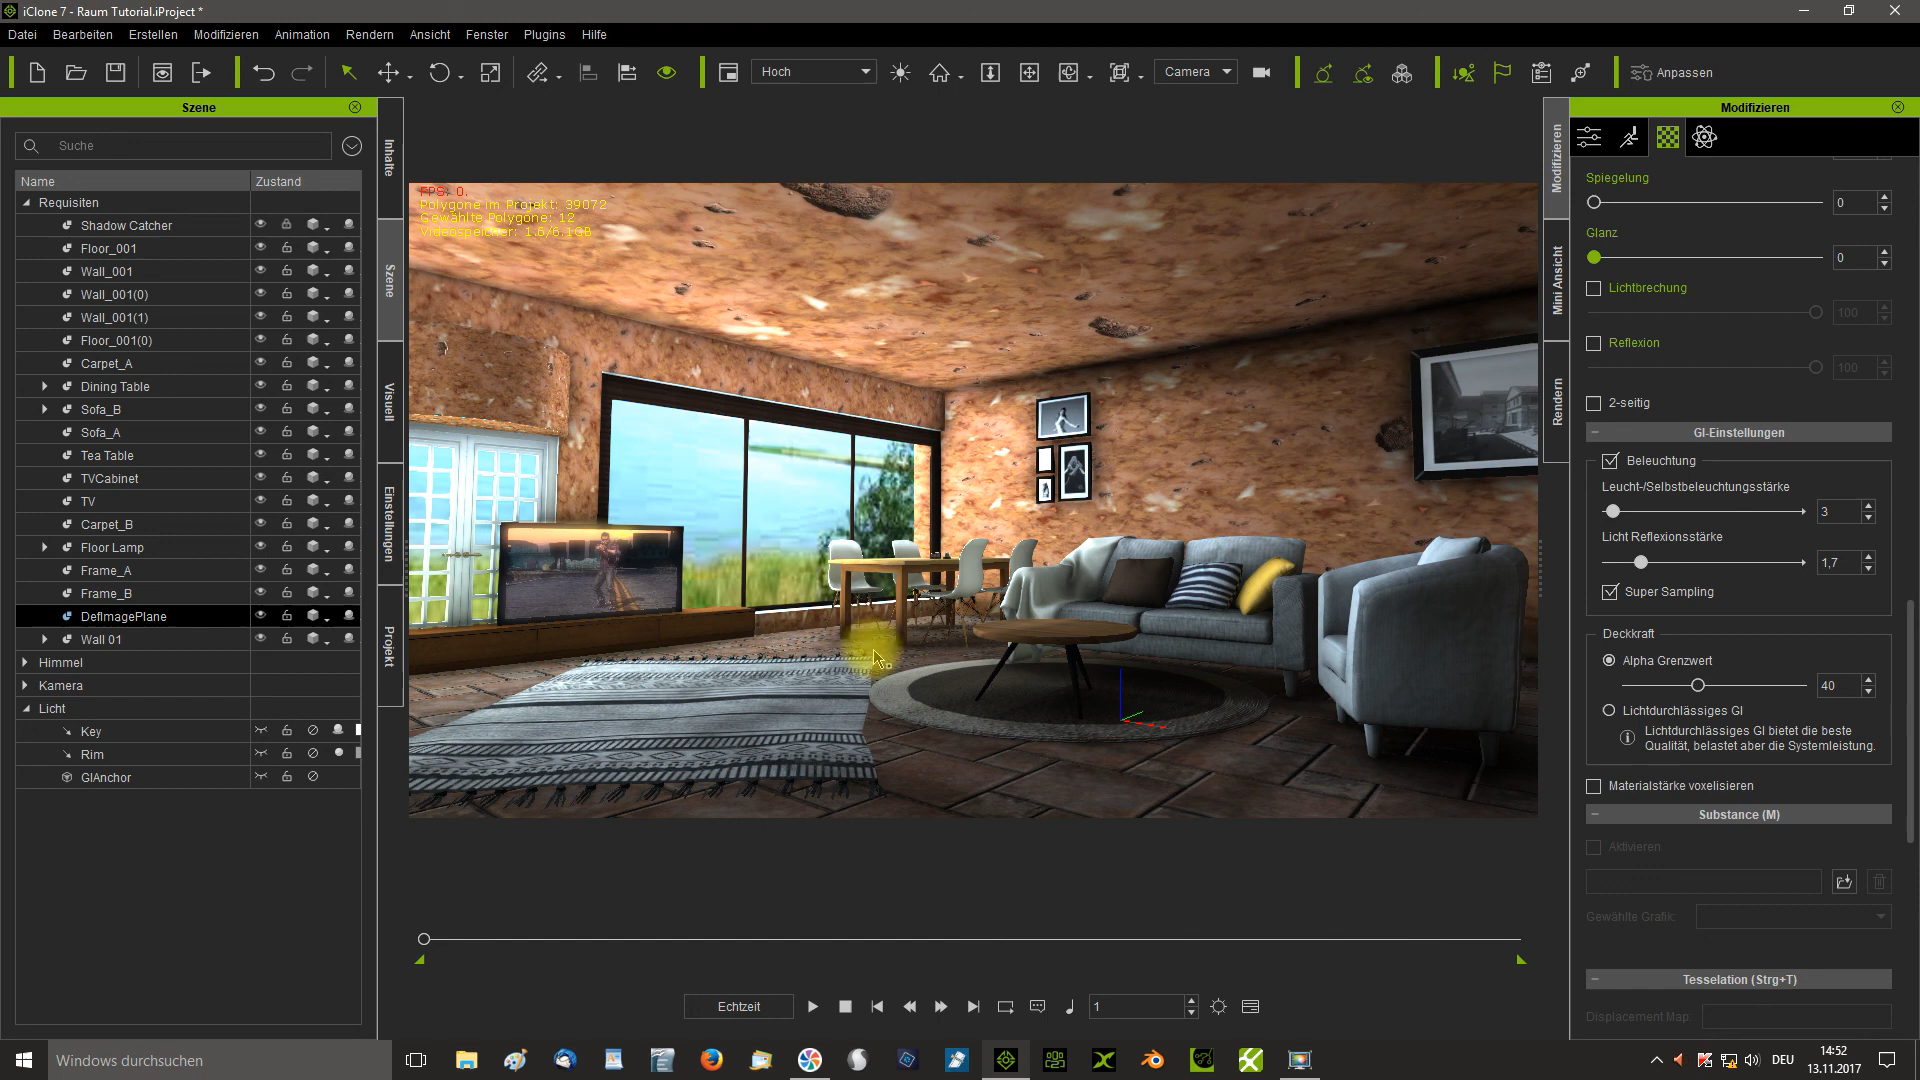 iClone 7 - Raum Tutorial.iProject *
Datei Bearbeiten Erstellen Modifizieren Animation Rendern Ansicht Fenster Plugins Hilfe
Hoch Camera Anpassen
Szene
Suche
Name Zustand
Requisiten
Shadow Catcher
Floor_001
Wall_001
Wall_001(0)
Wall_001(1)
Floor_001(0)
Carpet_A
Dining Table
Sofa_B
Sofa_A
Tea Table
TVCabinet
TV
Carpet_B
Floor Lamp
Frame_A
Frame_B
DefImagePlane
Wall 01
Himmel
Kamera
Licht
Key
Rim
GIAnchor
Inhalte
Szene
Visuell
Einstellungen
Projekt
FPS: 0.
Polygone im Projekt: 39072
Gewählte Polygone: 12
Videospeicher: 1.6/6.1GB
Echtzeit 1
Modifizieren
Mini Ansicht
Rendern
Modifizieren
Spiegelung
0
Glanz
0
Lichtbrechung
100
Reflexion
100
2-seitig
GI-Einstellungen
Beleuchtung
Leucht-/Selbstbeleuchtungsstärke
3
Licht Reflexionsstärke
1,7
Super Sampling
Deckkraft
Alpha Grenzwert
40
Lichtdurchlässiges GI
Lichtdurchlässiges GI bietet die beste
Qualität, belastet aber die Systemleistung.
Materialstärke voxelisieren
Substance (M)
Aktivieren
Gewählte Grafik:
Tesselation (Strg+T)
Displacement Map:
Windows durchsuchen
DEU
14:52
13.11.2017